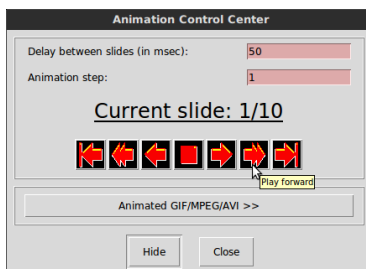 Animation Control Center
Delay between slides (in msec): 50
Animation step: 1
Current slide: 1/10
Play forward
Animated GIF/MPEG/AVI >>
Hide Close